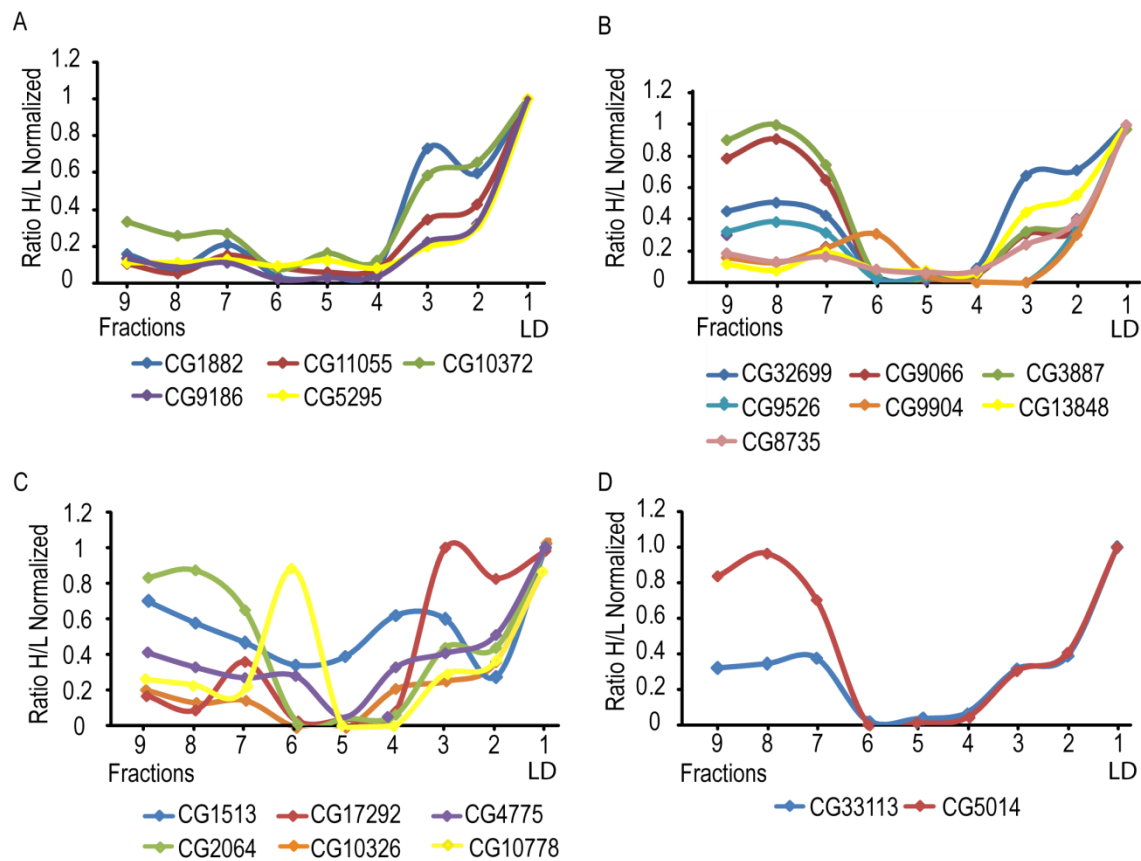 A
Ratio H/L Normalized
1.2
1
0.8
0.6
0.4
0.2
0
9 8 7 6 5 4 3 2 1
Fractions LD
CG1882 CG11055 CG10372
CG9186 CG5295
B
Ratio H/L Normalized
1.2
1.0
0.8
0.6
0.4
0.2
0
9 8 7 6 5 4 3 2 1
Fractions LD
CG32699 CG9066 CG3887
CG9526 CG9904 CG13848
CG8735
C
Ratio H/L Normalized
1.2
1.0
0.8
0.6
0.4
0.2
0
9 8 7 6 5 4 3 2 1
Fractions LD
CG1513 CG17292 CG4775
CG2064 CG10326 CG10778
D
Ratio H/L Normalized
1.2
1.0
0.8
0.6
0.4
0.2
0
9 8 7 6 5 4 3 2 1
Fractions LD
CG33113 CG5014